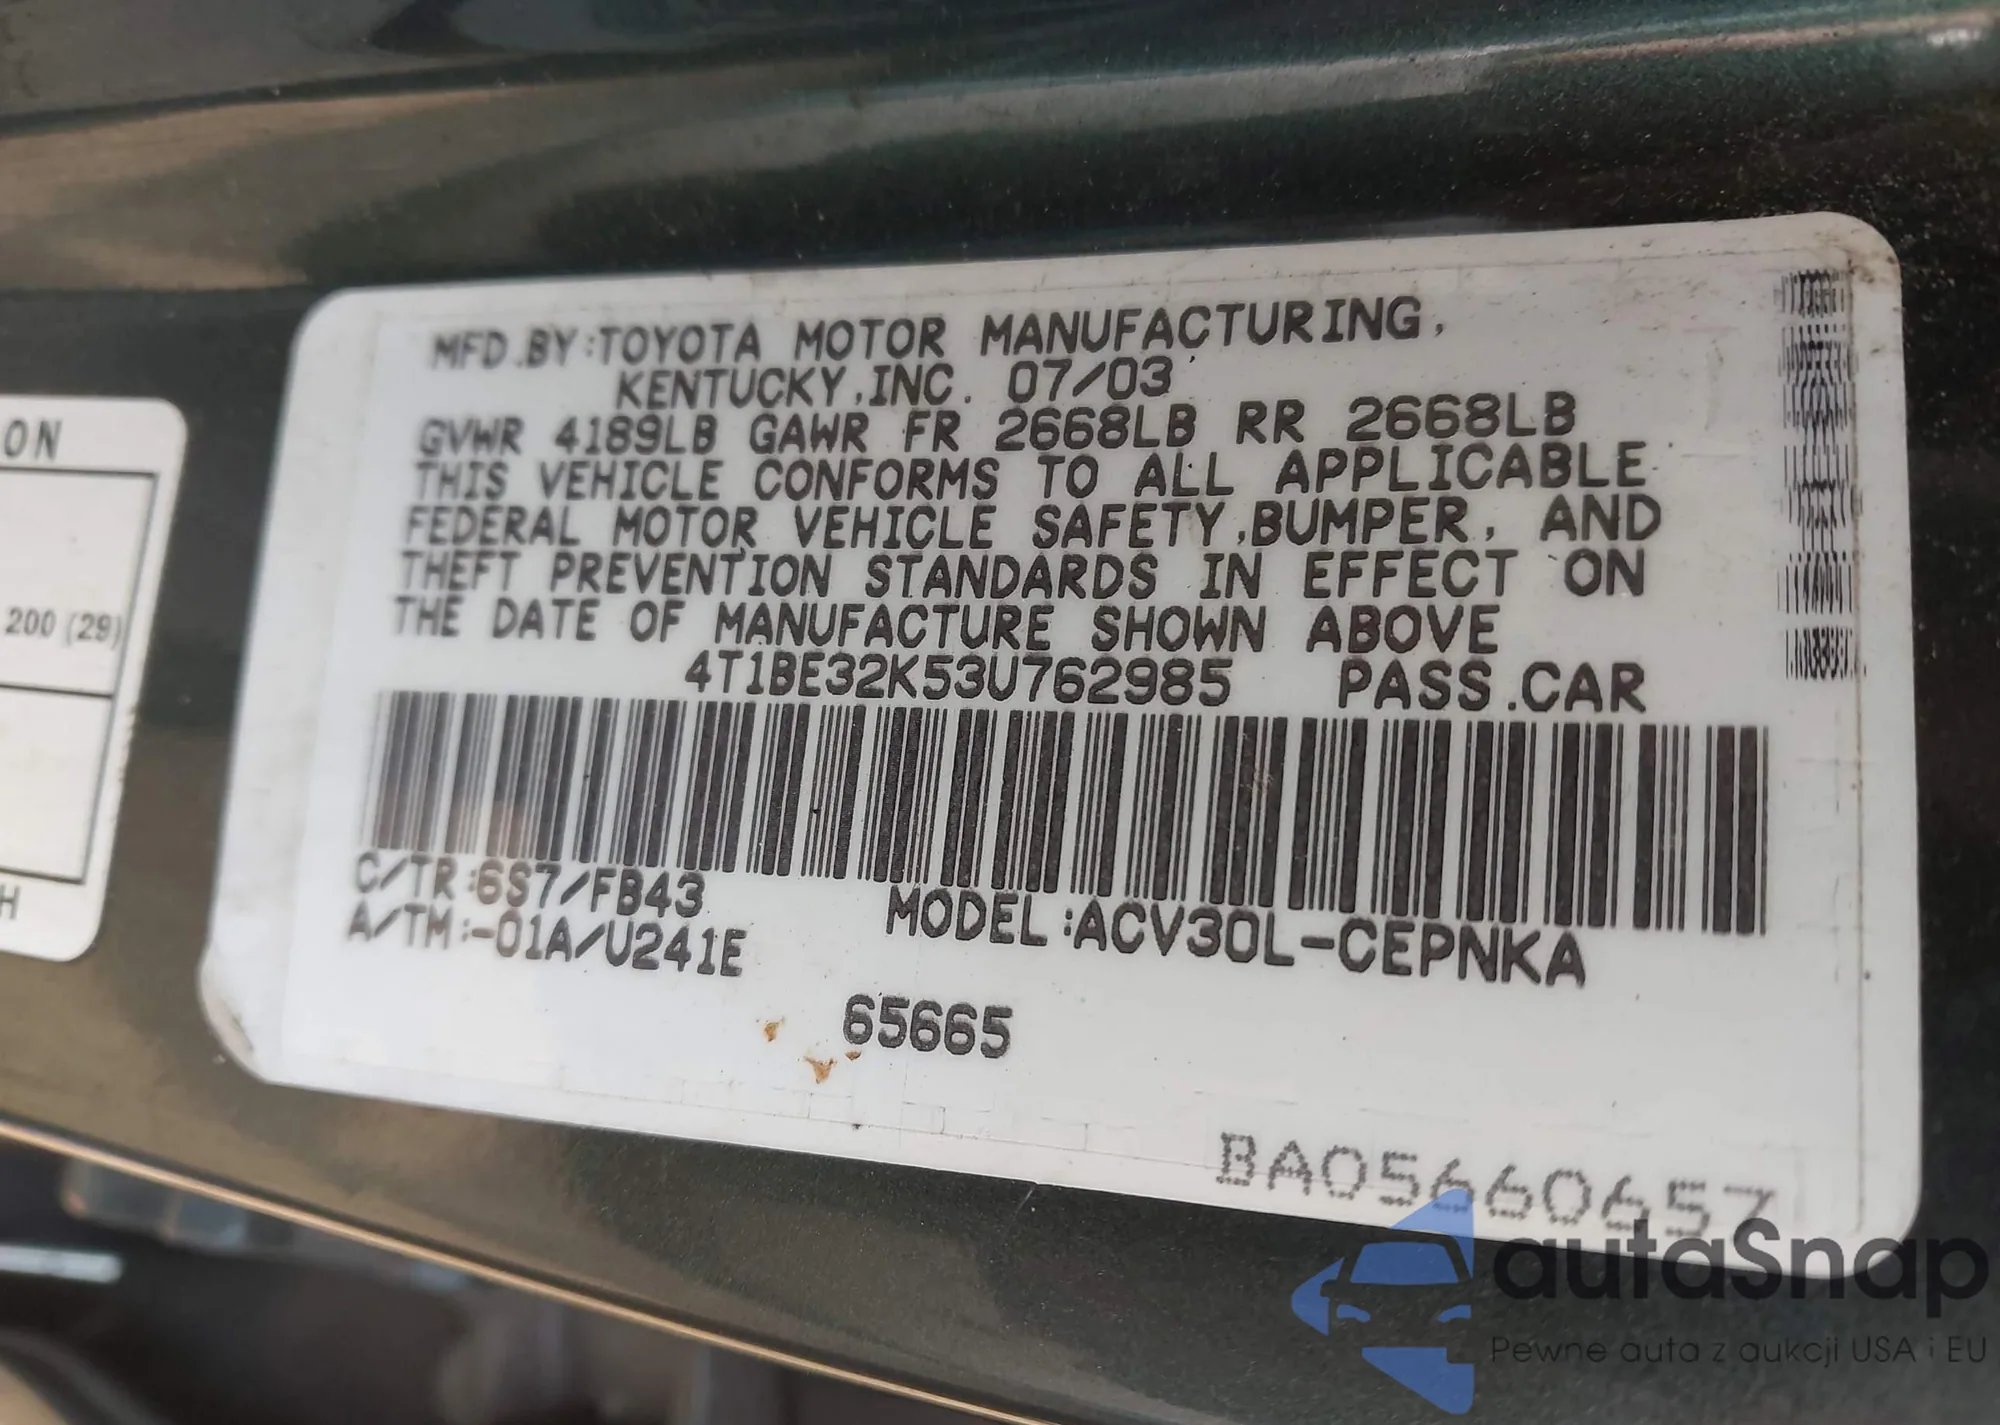 ON
200 (29)
H
MFD.BY:TOYOTA MOTOR MANUFACTURING,
KENTUCKY,INC. 07/03
GVWR 4189LB GAWR FR 2668LB RR 2668LB
THIS VEHICLE CONFORMS TO ALL APPLICABLE
FEDERAL MOTOR VEHICLE SAFETY,BUMPER, AND
THEFT PREVENTION STANDARDS IN EFFECT ON
THE DATE OF MANUFACTURE SHOWN ABOVE
4T1BE32K53U762985 PASS.CAR
C/TR:6S7/FB43
A/TM:-01A/U241E
MODEL:ACV30L-CEPNKA
65665
BA05660657
autaSnap
Pewne auta z aukcji USA i EU